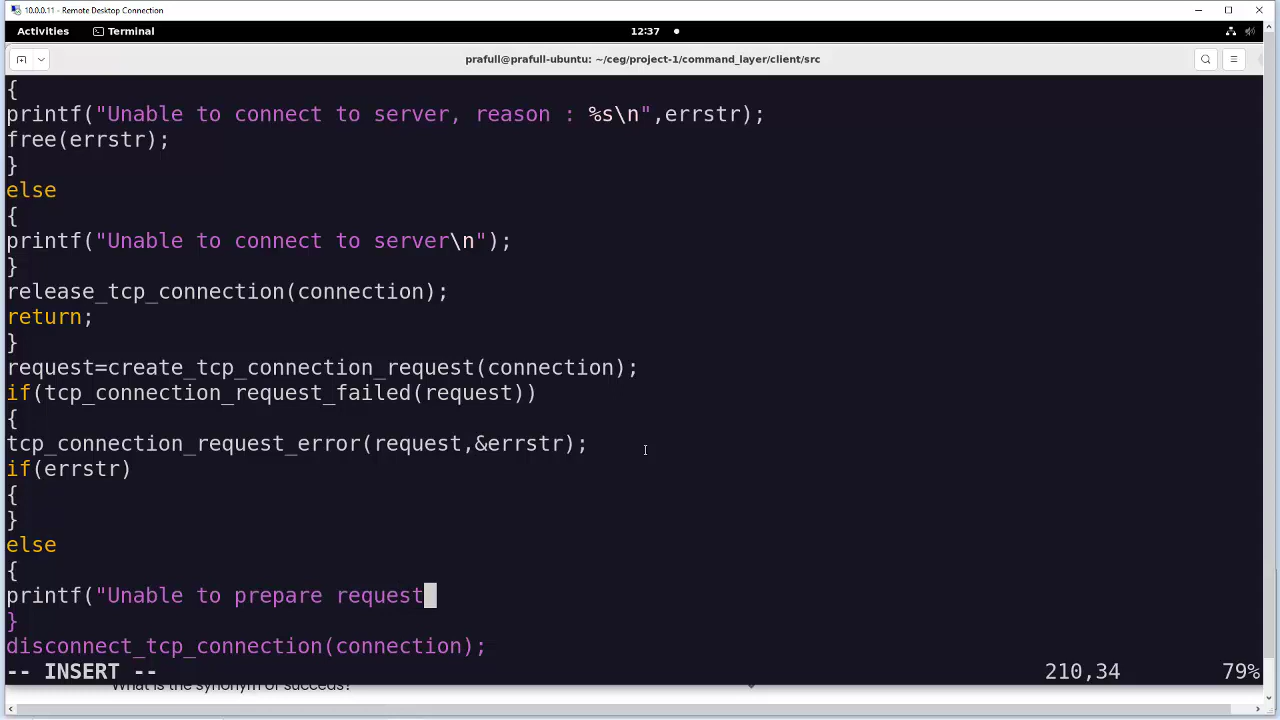 10.0.0.11 - Remote Desktop Connection
Activities Terminal 12:37
prafull@prafull-ubuntu: ~/ceg/project-1/command_layer/client/src
{
printf("Unable to connect to server, reason : %s\n",errstr);
free(errstr);
}
else
{
printf("Unable to connect to server\n");
}
release_tcp_connection(connection);
return;
}
request=create_tcp_connection_request(connection);
if(tcp_connection_request_failed(request))
{
tcp_connection_request_error(request,&errstr);
if(errstr)
{
}
else
{
printf("Unable to prepare request
}
disconnect_tcp_connection(connection);
-- INSERT -- 210,34 79%
What is the synonym of succeds?